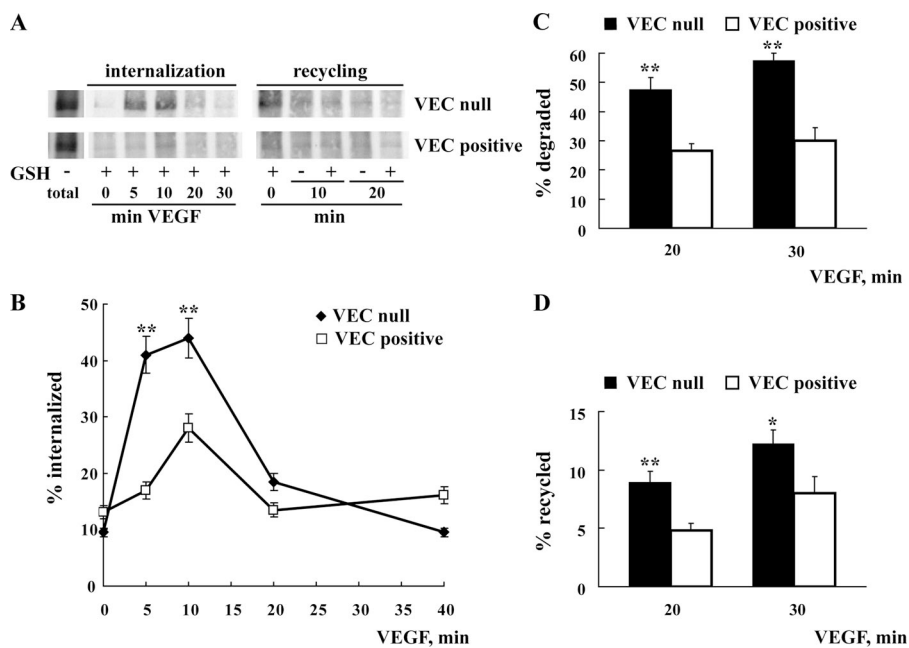 A
internalization recycling
VEC null
VEC positive
GSH - + + + + + + - + - +
total 0 5 10 20 30 0 10 20
min VEGF min
B
50
40
30
20
10
0
% internalized
** **
VEC null
VEC positive
0 5 10 15 20 25 30 35 40
VEGF, min
C
VEC null VEC positive
60
50
40
30
20
10
0
% degraded
** **
20 30
VEGF, min
D
VEC null VEC positive
15
10
5
0
% recycled
** *
20 30
VEGF, min